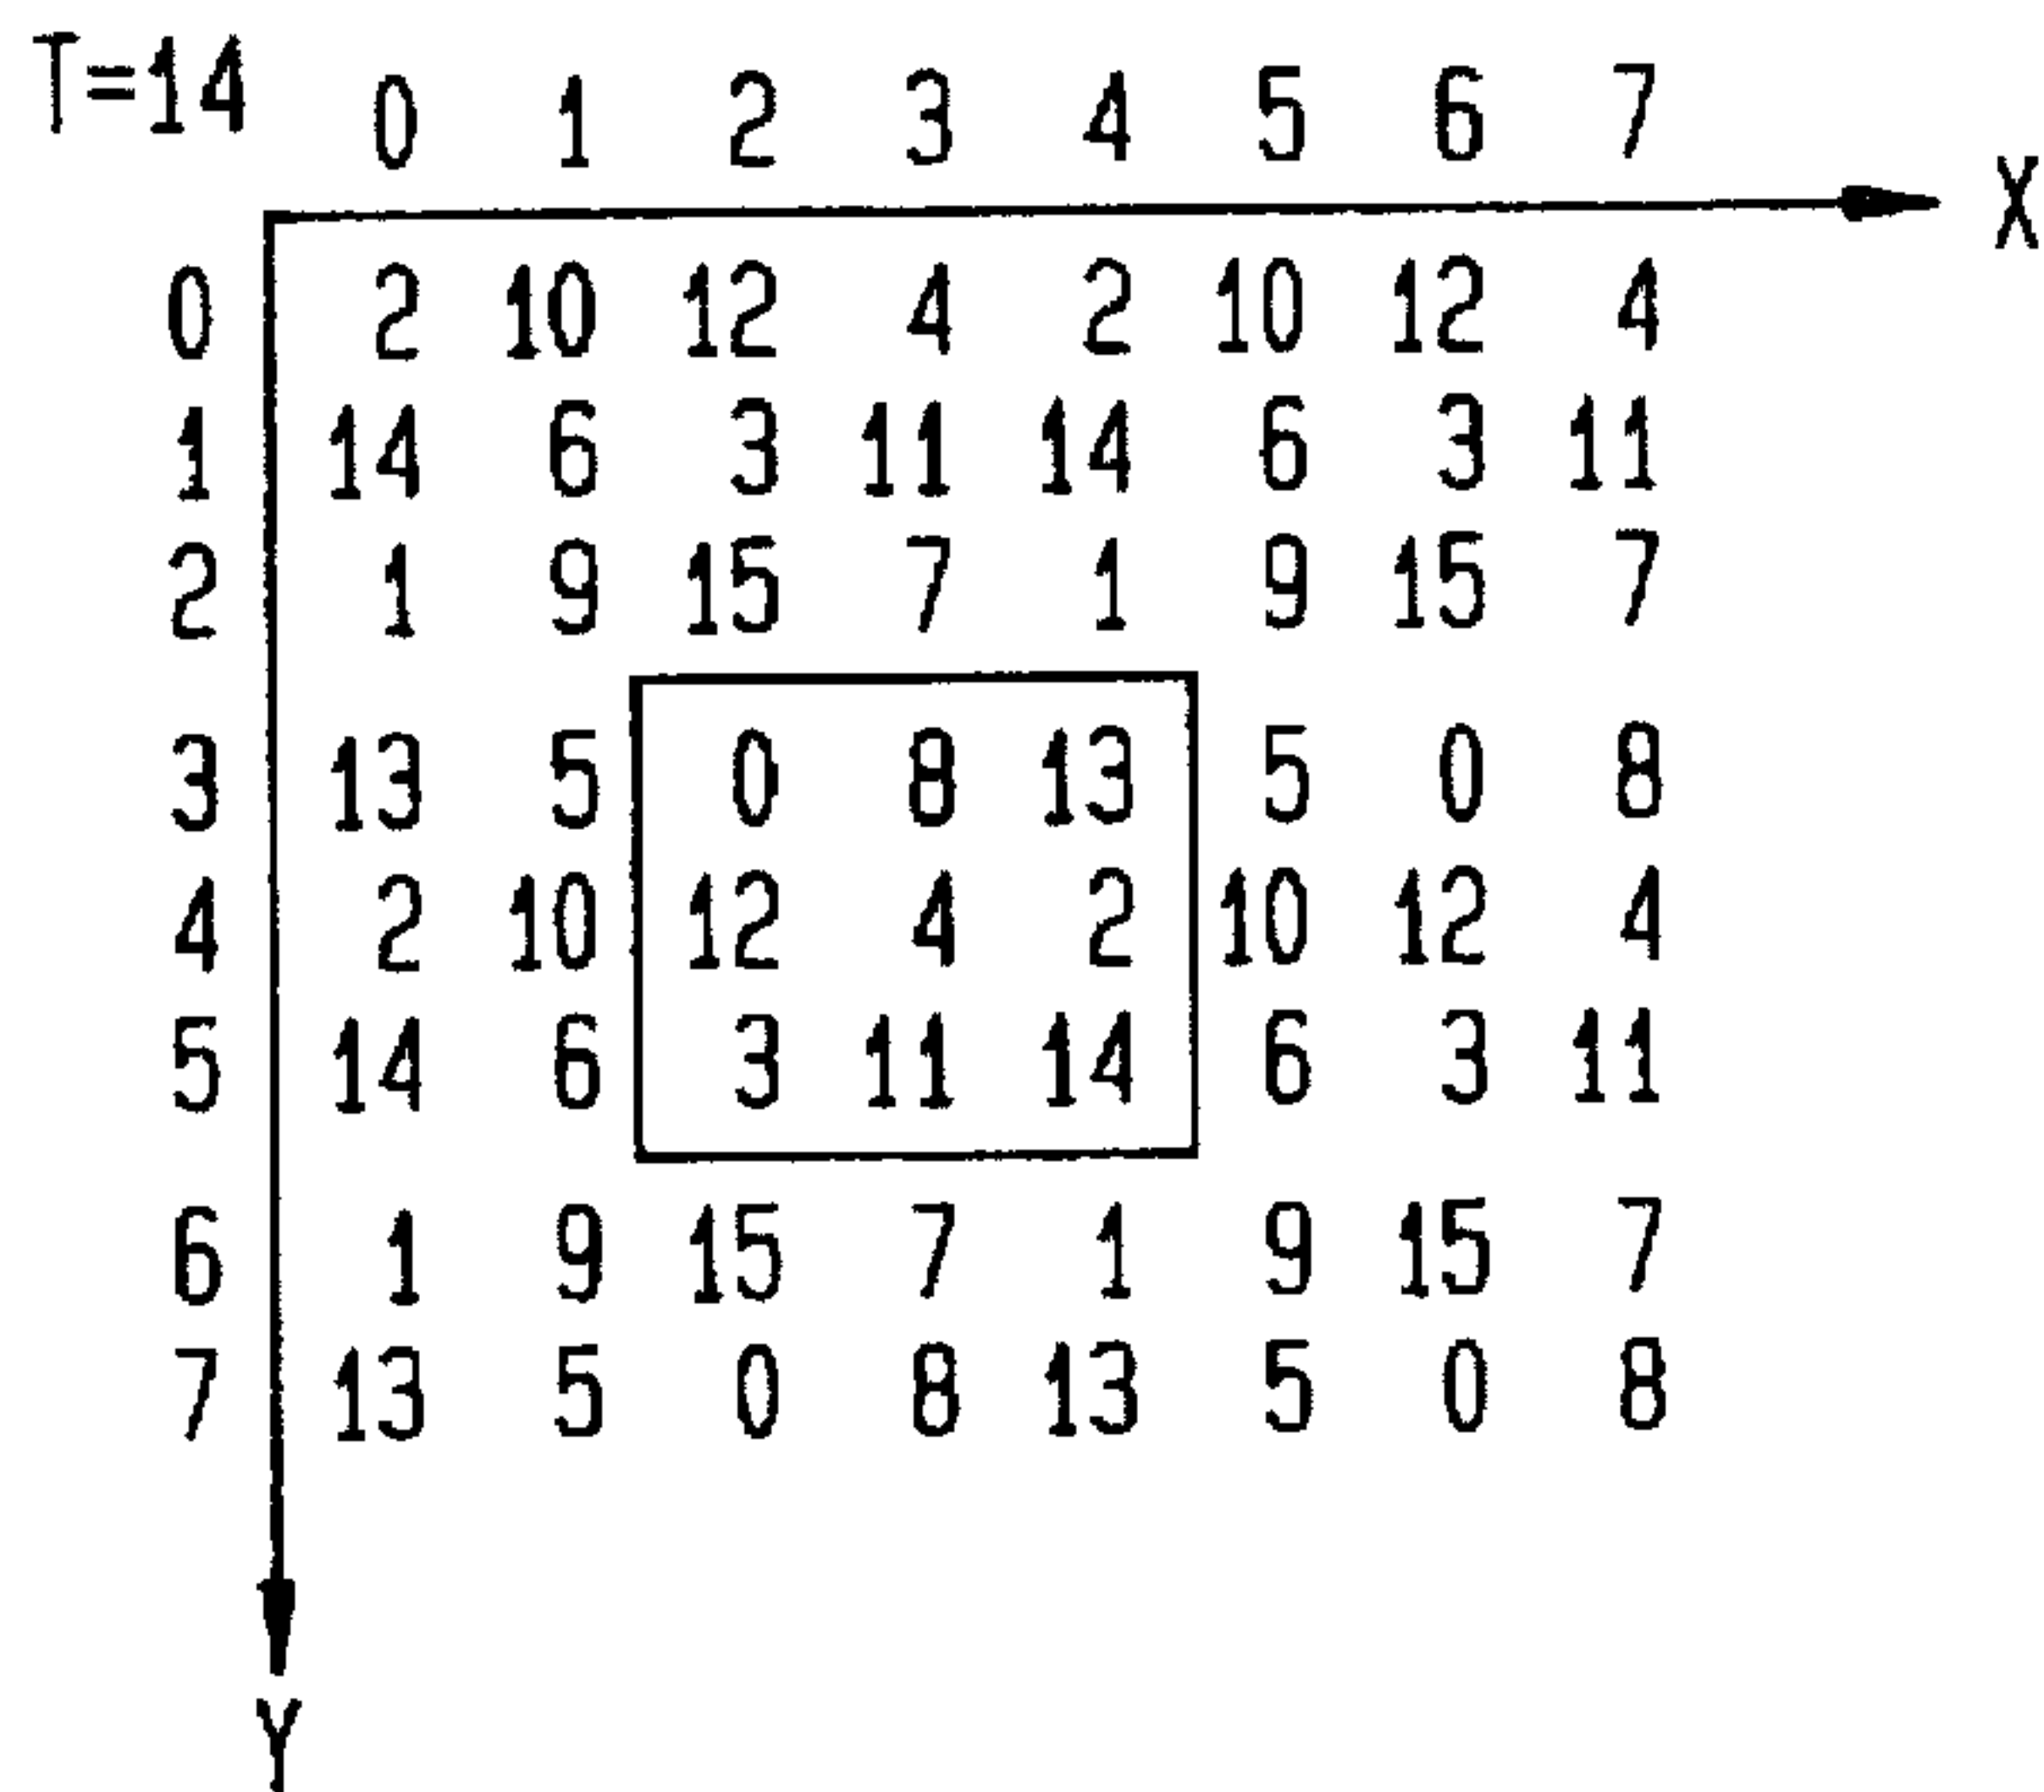 T=14 0 1 2 3 4 5 6 7
X
0 2 10 12 4 2 10 12 4
1 14 6 3 11 14 6 3 11
2 1 9 15 7 1 9 15 7
3 13 5 0 8 13 5 0 8
4 2 10 12 4 2 10 12 4
5 14 6 3 11 14 6 3 11
6 1 9 15 7 1 9 15 7
7 13 5 0 8 13 5 0 8
Y